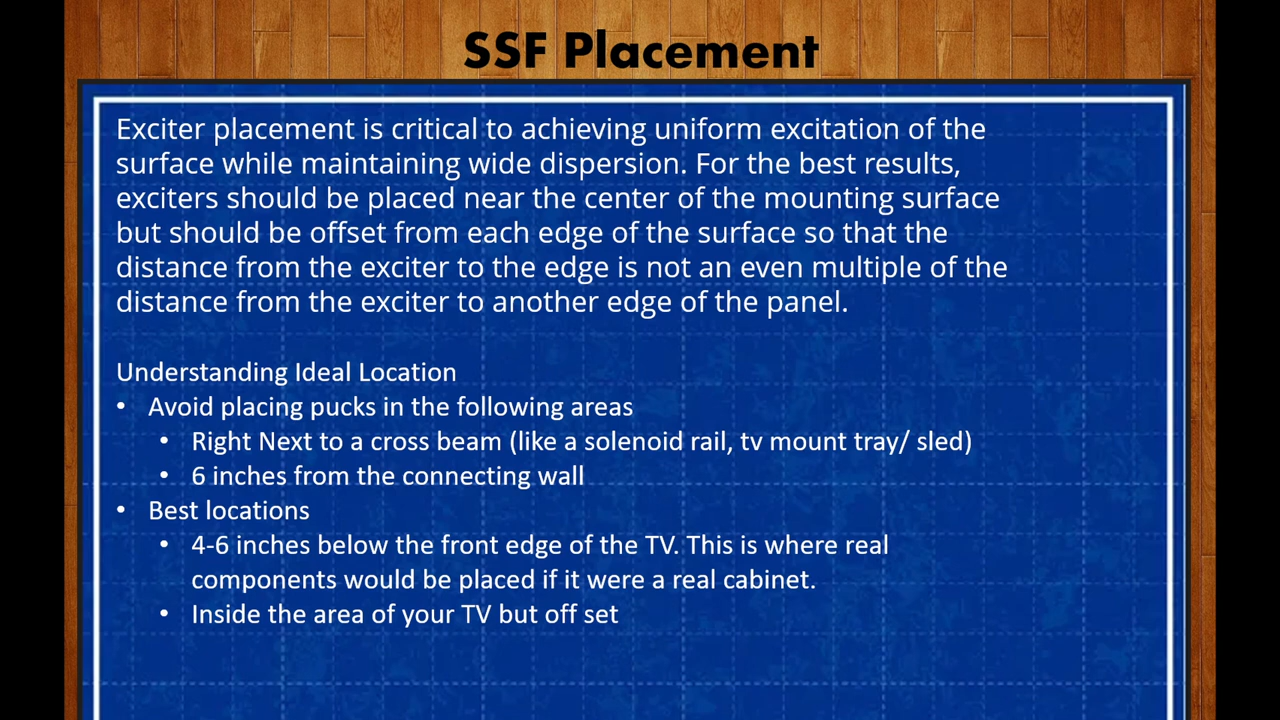 SSF Placement
Exciter placement is critical to achieving uniform excitation of the
surface while maintaining wide dispersion. For the best results,
exciters should be placed near the center of the mounting surface
but should be offset from each edge of the surface so that the
distance from the exciter to the edge is not an even multiple of the
distance from the exciter to another edge of the panel.
Understanding Ideal Location
• Avoid placing pucks in the following areas
• Right Next to a cross beam (like a solenoid rail, tv mount tray/ sled)
• 6 inches from the connecting wall
• Best locations
• 4-6 inches below the front edge of the TV. This is where real
components would be placed if it were a real cabinet.
• Inside the area of your TV but off set